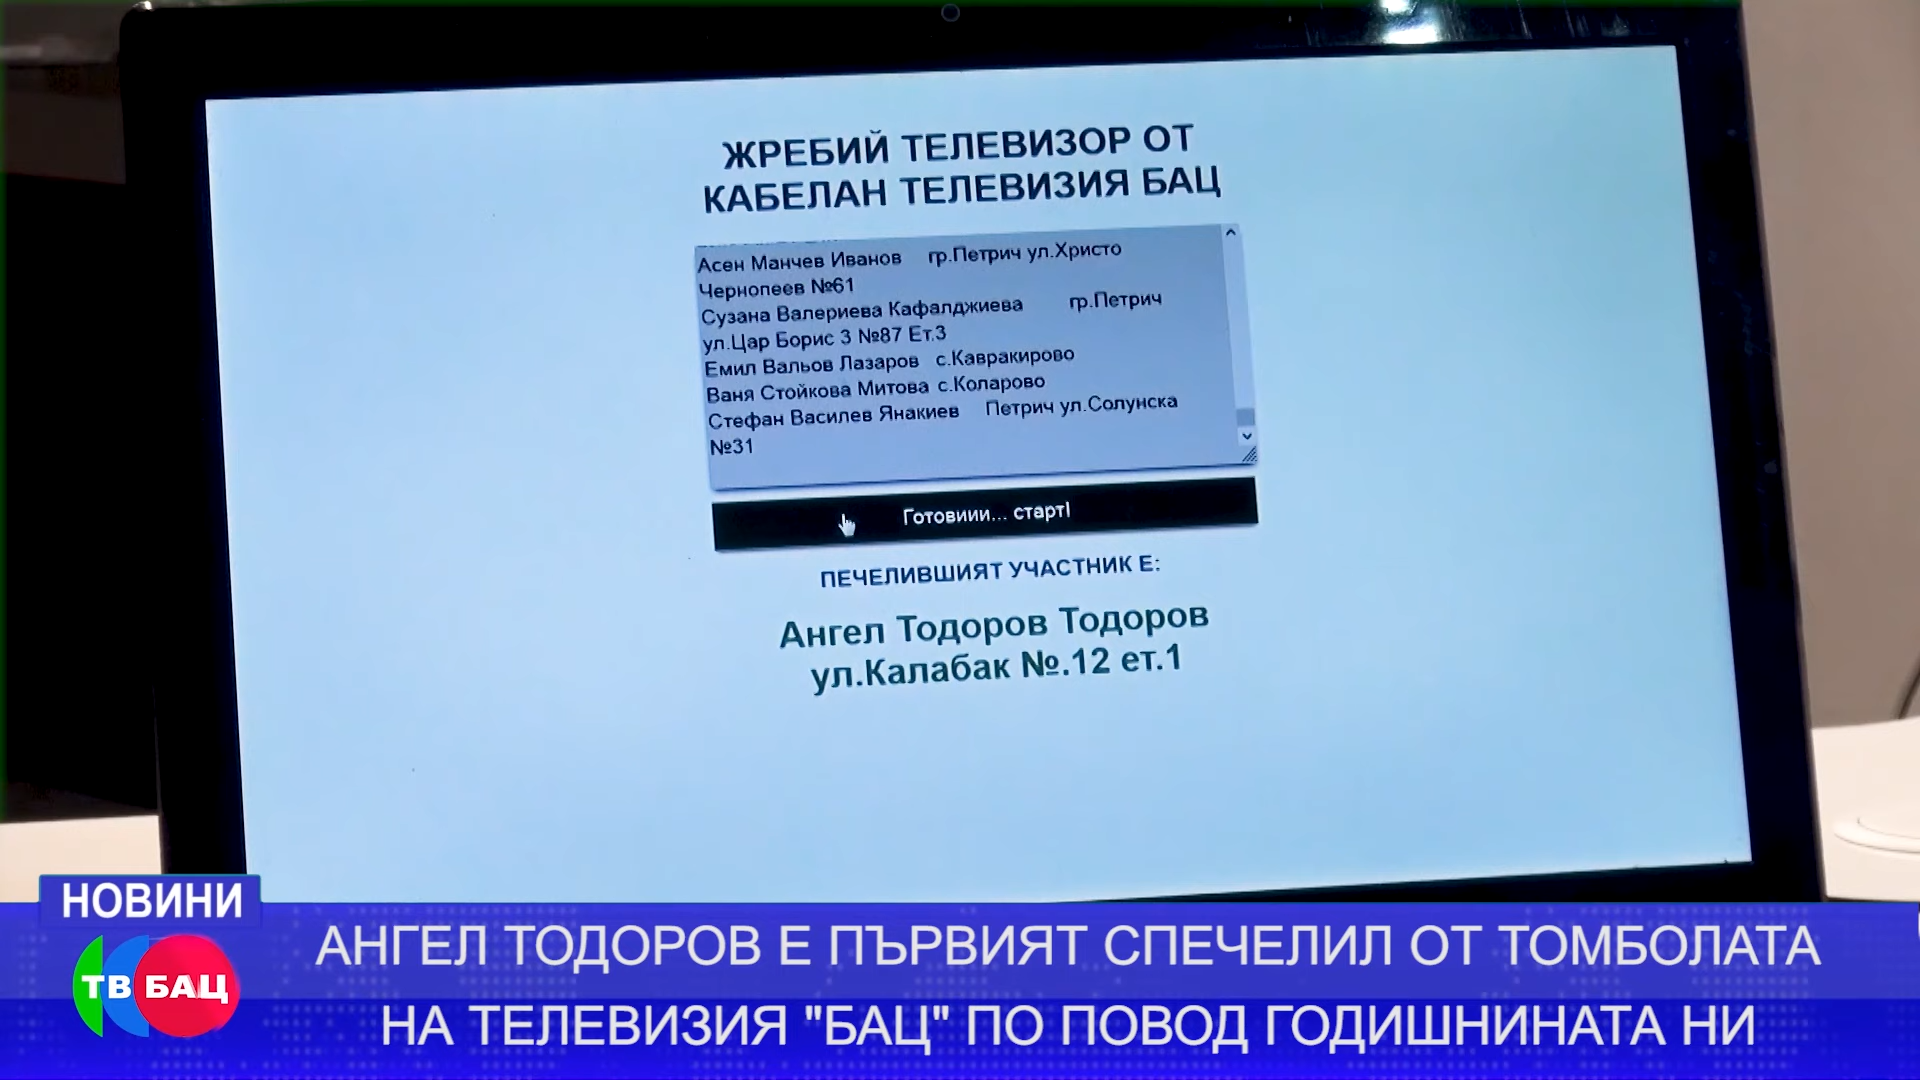 ЖРЕБИЙ ТЕЛЕВИЗОР ОТ
КАБЕЛАН ТЕЛЕВИЗИЯ БАЦ
Асен Манчев Иванов гр.Петрич ул.Христо
Чернопеев №61
Сузана Валериева Кафалджиева гр.Петрич
ул.Цар Борис 3 №87 Ет.3
Емил Вальов Лазаров с.Кавракирово
Ваня Стойкова Митова с.Коларово
Стефан Василев Янакиев Петрич ул.Солунска
№31
Готовиии... старт!
ПЕЧЕЛИВШИЯТ УЧАСТНИК Е:
Ангел Тодоров Тодоров
ул.Калабак №.12 ет.1
НОВИНИ
ТВ БАЦ
АНГЕЛ ТОДОРОВ Е ПЪРВИЯТ СПЕЧЕЛИЛ ОТ ТОМБОЛАТА
НА ТЕЛЕВИЗИЯ "БАЦ" ПО ПОВОД ГОДИШНИНАТА НИ